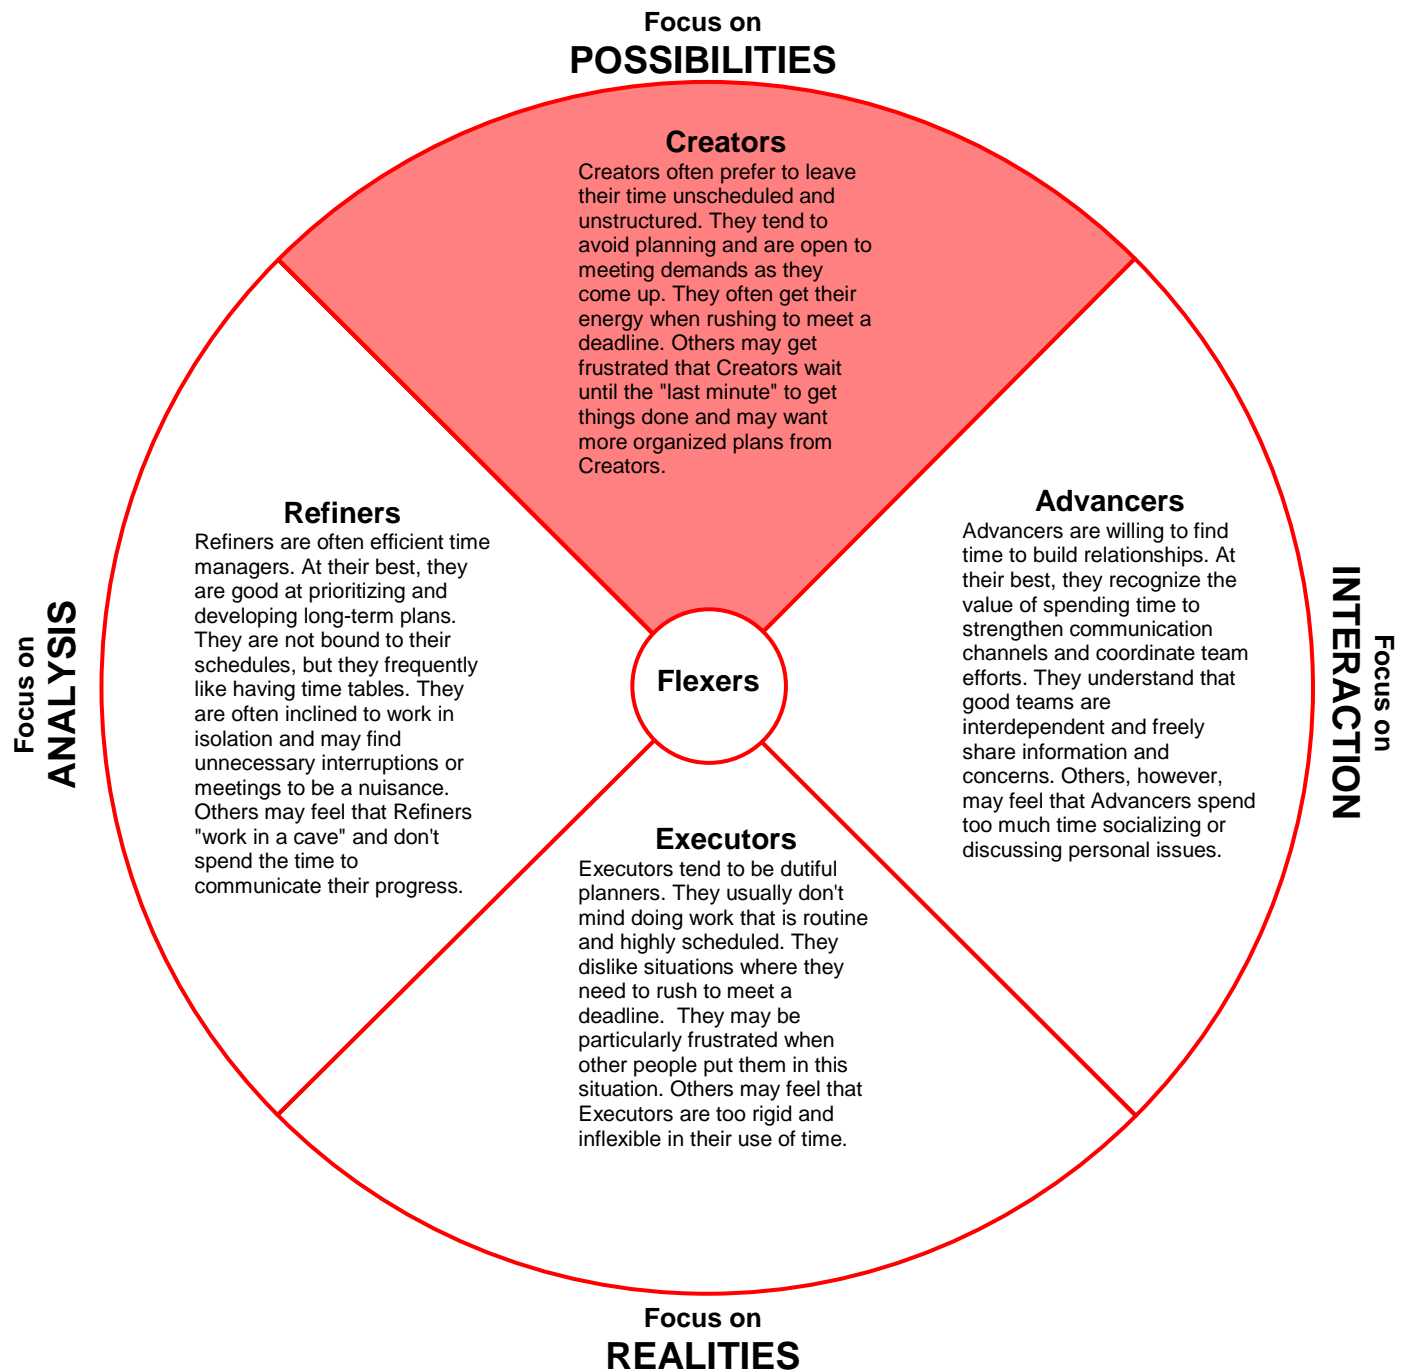 Focus on
POSSIBILITIES
Creators
Creators often prefer to leave
their time unscheduled and
unstructured. They tend to
avoid planning and are open to
meeting demands as they
come up. They often get their
energy when rushing to meet a
deadline. Others may get
frustrated that Creators wait
until the "last minute" to get
things done and may want
more organized plans from
Creators.
Focus on
ANALYSIS
Refiners
Refiners are often efficient time
managers. At their best, they
are good at prioritizing and
developing long-term plans.
They are not bound to their
schedules, but they frequently
like having time tables. They
are often inclined to work in
isolation and may find
unnecessary interruptions or
meetings to be a nuisance.
Others may feel that Refiners
"work in a cave" and don't
spend the time to
communicate their progress.
Flexers
Advancers
Advancers are willing to find
time to build relationships. At
their best, they recognize the
value of spending time to
strengthen communication
channels and coordinate team
efforts. They understand that
good teams are
interdependent and freely
share information and
concerns. Others, however,
may feel that Advancers spend
too much time socializing or
discussing personal issues.
Focus on
INTERACTION
Executors
Executors tend to be dutiful
planners. They usually don't
mind doing work that is routine
and highly scheduled. They
dislike situations where they
need to rush to meet a
deadline.  They may be
particularly frustrated when
other people put them in this
situation. Others may feel that
Executors are too rigid and
inflexible in their use of time.
Focus on
REALITIES